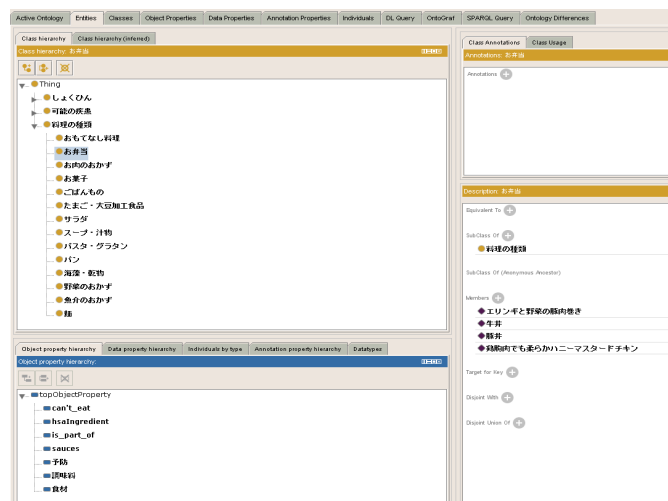 Active Ontology Entities Classes Object Properties Data Properties Annotation Properties Individuals DL Query OntoGraf SPARQL Query Ontology Differences
Class hierarchy Class hierarchy (inferred)
Class hierarchy: お弁当
Thing
しょくひん
可能の疾患
料理の種類
おもてなし料理
お弁当
お肉のおかず
お菓子
ごはんもの
たまご・大豆加工食品
サラダ
スープ・汁物
パスタ・グラタン
パン
海藻・乾物
野菜のおかず
魚介のおかず
麺
Object property hierarchy Data property hierarchy Individuals by type Annotation property hierarchy Datatypes
Object property hierarchy:
topObjectProperty
can't_eat
hsaIngredient
is_part_of
sauces
予防
調味料
食材
Class Annotations Class Usage
Annotations: お弁当
Annotations
Description: お弁当
Equivalent To
SubClass Of
料理の種類
SubClass Of (Anonymous Ancestor)
Members
エリンギと野菜の豚肉巻き
牛丼
豚丼
鶏胸肉でも柔らかハニーマスタードチキン
Target for Key
Disjoint With
Disjoint Union Of